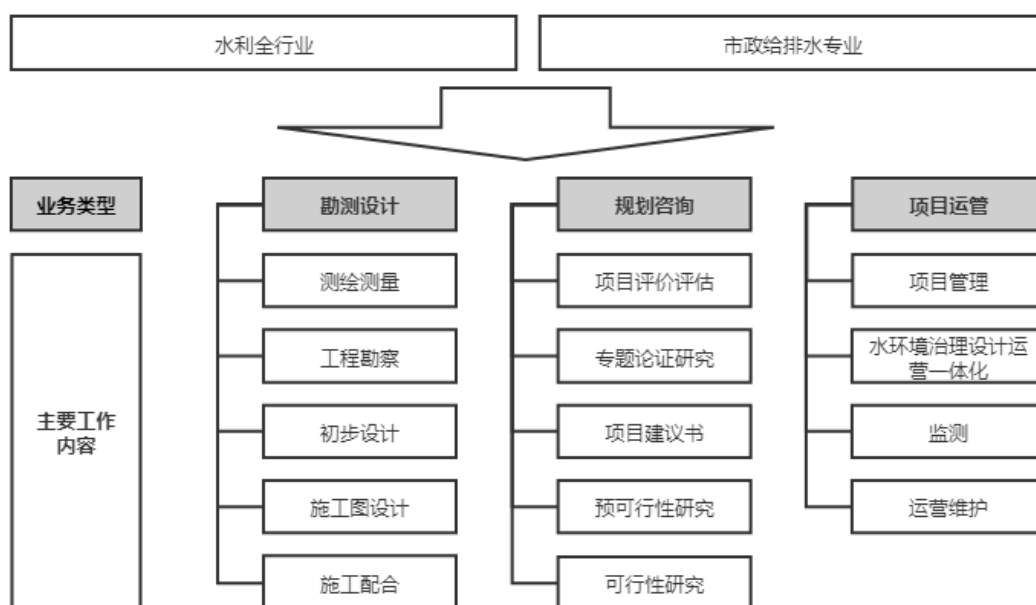 水利全行业
市政给排水专业
业务类型
勘测设计
规划咨询
项目运管
测绘测量
项目评价评估
项目管理
工程勘察
专题论证研究
水环境治理设计运
营一体化
主要工作
内容
初步设计
项目建议书
监测
施工图设计
预可行性研究
运营维护
施工配合
可行性研究